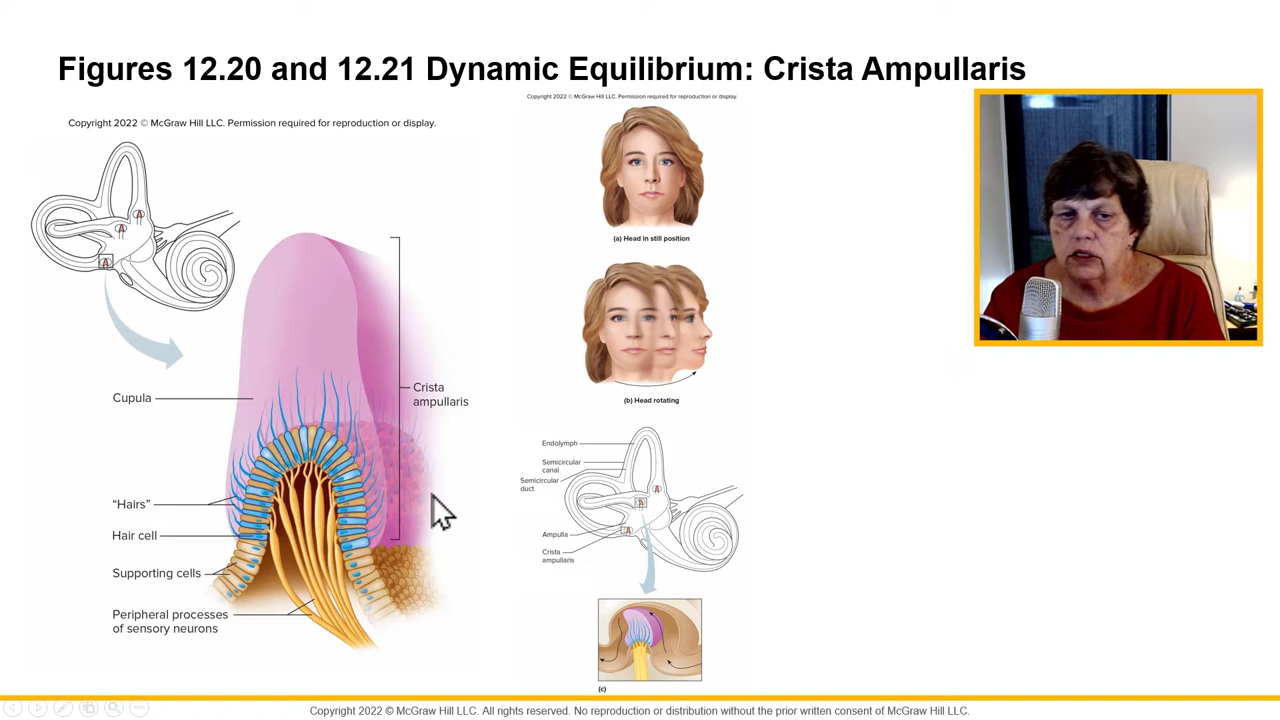 Figures 12.20 and 12.21 Dynamic Equilibrium: Crista Ampullaris
Copyright 2022 © McGraw Hill LLC. Permission required for reproduction or display.
Cupula
Crista
ampullaris
“Hairs”
Hair cell
Supporting cells
Peripheral processes
of sensory neurons
Copyright 2022 © McGraw Hill LLC. Permission required for reproduction or display.
(a) Head in still position
(b) Head rotating
Endolymph
Semicircular
canal
Semicircular
duct
Ampulla
Crista
ampullaris
(c)
Copyright 2022 © McGraw Hill LLC. All rights reserved. No reproduction or distribution without the prior written consent of McGraw Hill LLC.